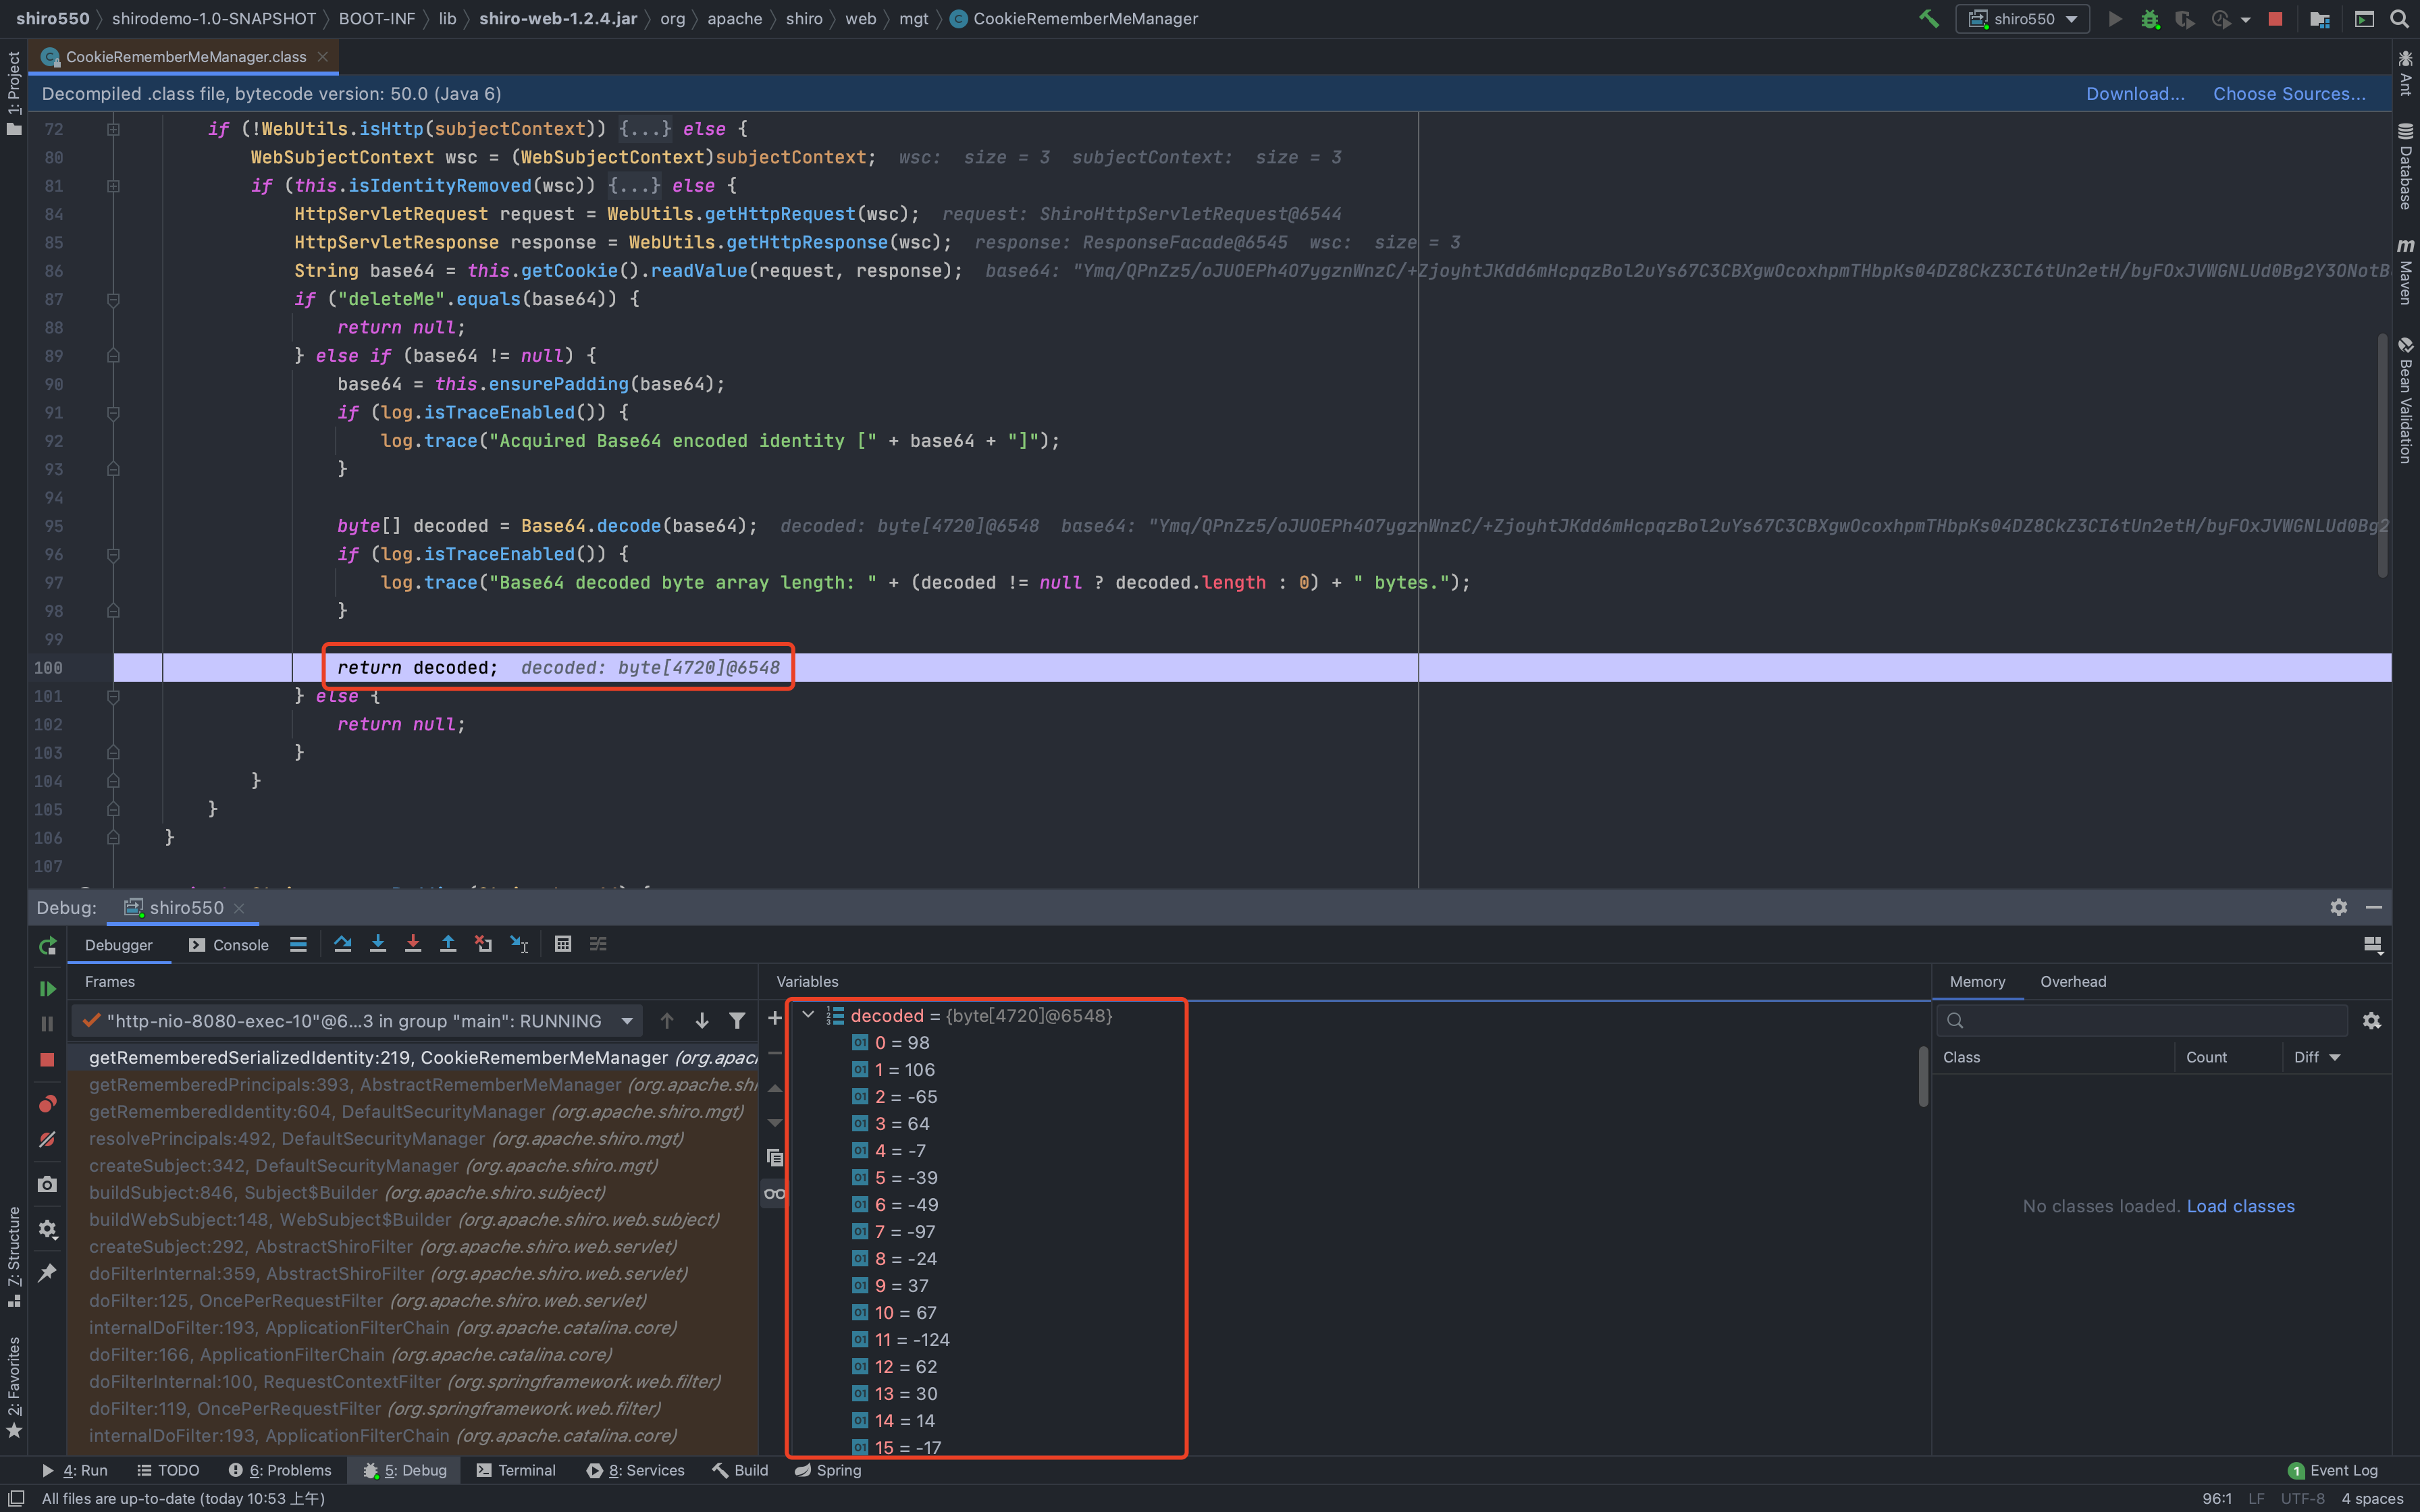 shiro550 〉 shirodemo-1.0-SNAPSHOT 〉 BOOT-INF 〉 lib 〉 shiro-web-1.2.4.jar 〉 org 〉 apache 〉 shiro 〉 web 〉 mgt 〉 C CookieRememberMeManager
shiro550
CookieRememberMeManager.class
Decompiled .class file, bytecode version: 50.0 (Java 6)
Download... Choose Sources...
72 if (!WebUtils.isHttp(subjectContext)) {...} else {
80 WebSubjectContext wsc = (WebSubjectContext)subjectContext; wsc: size = 3 subjectContext: size = 3
81 if (this.isIdentityRemoved(wsc)) {...} else {
84 HttpServletRequest request = WebUtils.getHttpRequest(wsc); request: ShiroHttpServletRequest@6544
85 HttpServletResponse response = WebUtils.getHttpResponse(wsc); response: ResponseFacade@6545 wsc: size = 3
86 String base64 = this.getCookie().readValue(request, response); base64: "Ymq/QPnZz5/oJUOEPh4O7ygznWnzC/+ZjoyhtJKdd6mHcpqzBol2uYs67C3CBXgwOcoxhpmTHbpKs04DZ8CkZ3CI6tUn2etH/byFOxJVWGNLUd0Bg2Y3ONotB
87 if ("deleteMe".equals(base64)) {
88 return null;
89 } else if (base64 != null) {
90 base64 = this.ensurePadding(base64);
91 if (log.isTraceEnabled()) {
92 log.trace("Acquired Base64 encoded identity [" + base64 + "]");
93 }
94
95 byte[] decoded = Base64.decode(base64); decoded: byte[4720]@6548 base64: "Ymq/QPnZz5/oJUOEPh4O7ygznWnzC/+ZjoyhtJKdd6mHcpqzBol2uYs67C3CBXgwOcoxhpmTHbpKs04DZ8CkZ3CI6tUn2etH/byFOxJVWGNLUd0Bg2
96 if (log.isTraceEnabled()) {
97 log.trace("Base64 decoded byte array length: " + (decoded != null ? decoded.length : 0) + " bytes.");
98 }
99
100 return decoded; decoded: byte[4720]@6548
101 } else {
102 return null;
103 }
104 }
105 }
106 }
107
1: Project
7: Structure
2: Favorites
Ant
Database
m Maven
Bean Validation
Debug: shiro550
Debugger Console
Frames
"http-nio-8080-exec-10"@6...3 in group "main": RUNNING
getRememberedSerializedIdentity:219, CookieRememberMeManager (org.apac
getRememberedPrincipals:393, AbstractRememberMeManager (org.apache.shi
getRememberedIdentity:604, DefaultSecurityManager (org.apache.shiro.mgt)
resolvePrincipals:492, DefaultSecurityManager (org.apache.shiro.mgt)
createSubject:342, DefaultSecurityManager (org.apache.shiro.mgt)
buildSubject:846, Subject$Builder (org.apache.shiro.subject)
buildWebSubject:148, WebSubject$Builder (org.apache.shiro.web.subject)
createSubject:292, AbstractShiroFilter (org.apache.shiro.web.servlet)
doFilterInternal:359, AbstractShiroFilter (org.apache.shiro.web.servlet)
doFilter:125, OncePerRequestFilter (org.apache.shiro.web.servlet)
internalDoFilter:193, ApplicationFilterChain (org.apache.catalina.core)
doFilter:166, ApplicationFilterChain (org.apache.catalina.core)
doFilterInternal:100, RequestContextFilter (org.springframework.web.filter)
doFilter:119, OncePerRequestFilter (org.springframework.web.filter)
internalDoFilter:193, ApplicationFilterChain (org.apache.catalina.core)
Variables
decoded = {byte[4720]@6548}
01 0 = 98
01 1 = 106
01 2 = -65
01 3 = 64
01 4 = -7
01 5 = -39
01 6 = -49
01 7 = -97
01 8 = -24
01 9 = 37
01 10 = 67
01 11 = -124
01 12 = 62
01 13 = 30
01 14 = 14
01 15 = -17
Memory Overhead
Class Count Diff
No classes loaded. Load classes
4: Run TODO 6: Problems 5: Debug Terminal 8: Services Build Spring 1 Event Log
All files are up-to-date (today 10:53 上午) 96:1 LF UTF-8 4 spaces